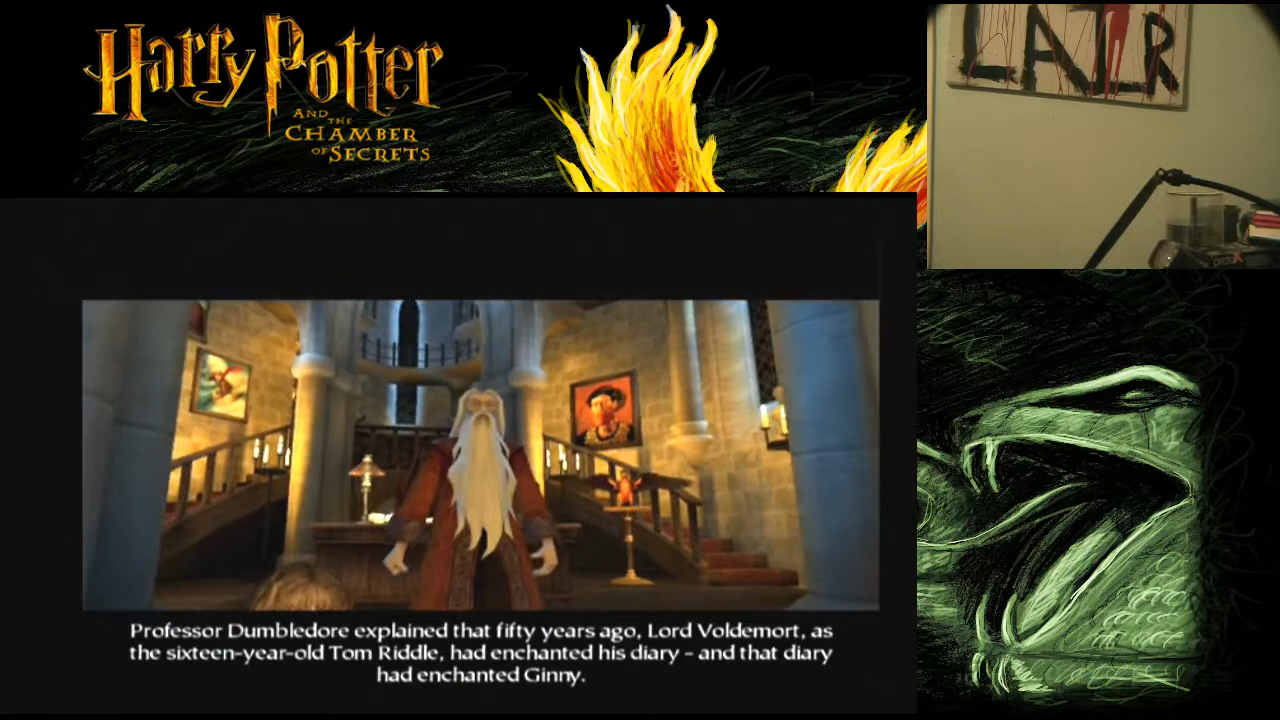 Harry Potter
AND THE
CHAMBER
OF SECRETS
LAIR
Professor Dumbledore explained that fifty years ago, Lord Voldemort, as
the sixteen-year-old Tom Riddle, had enchanted his diary - and that diary
had enchanted Ginny.